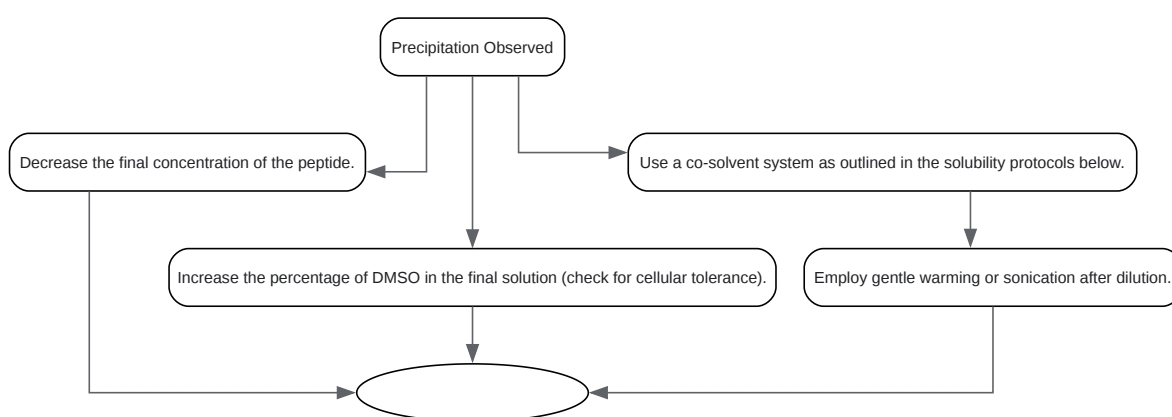 Precipitation Observed
Decrease the final concentration of the peptide.
Use a co-solvent system as outlined in the solubility protocols below.
Increase the percentage of DMSO in the final solution (check for cellular tolerance).
Employ gentle warming or sonication after dilution.